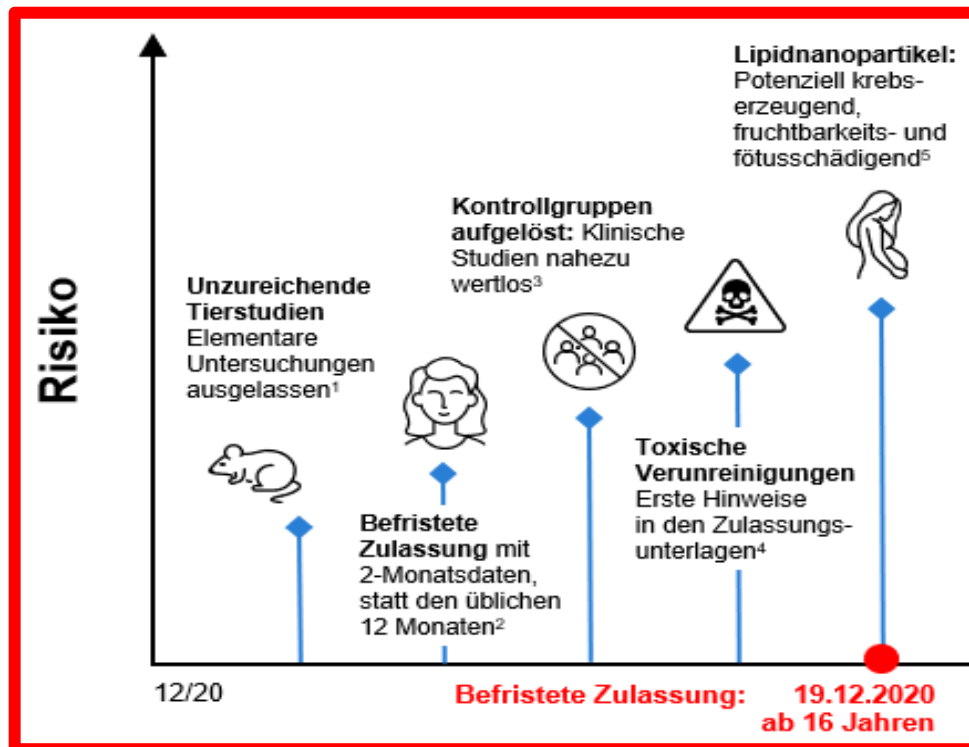 Risiko
Unzureichende
Tierstudien
Elementare
Untersuchungen
ausgelassen¹
Befristete
Zulassung mit
2-Monatsdaten,
statt den üblichen
12 Monaten²
Kontrollgruppen
aufgelöst: Klinische
Studien nahezu
wertlos³
Toxische
Verunreinigungen
Erste Hinweise
in den Zulassungs-
unterlagen⁴
Lipidnanopartikel:
Potenziell krebs-
erzeugend,
fruchtbarkeits- und
fötusschädigend⁵
12/20
Befristete Zulassung: 19.12.2020
ab 16 Jahren